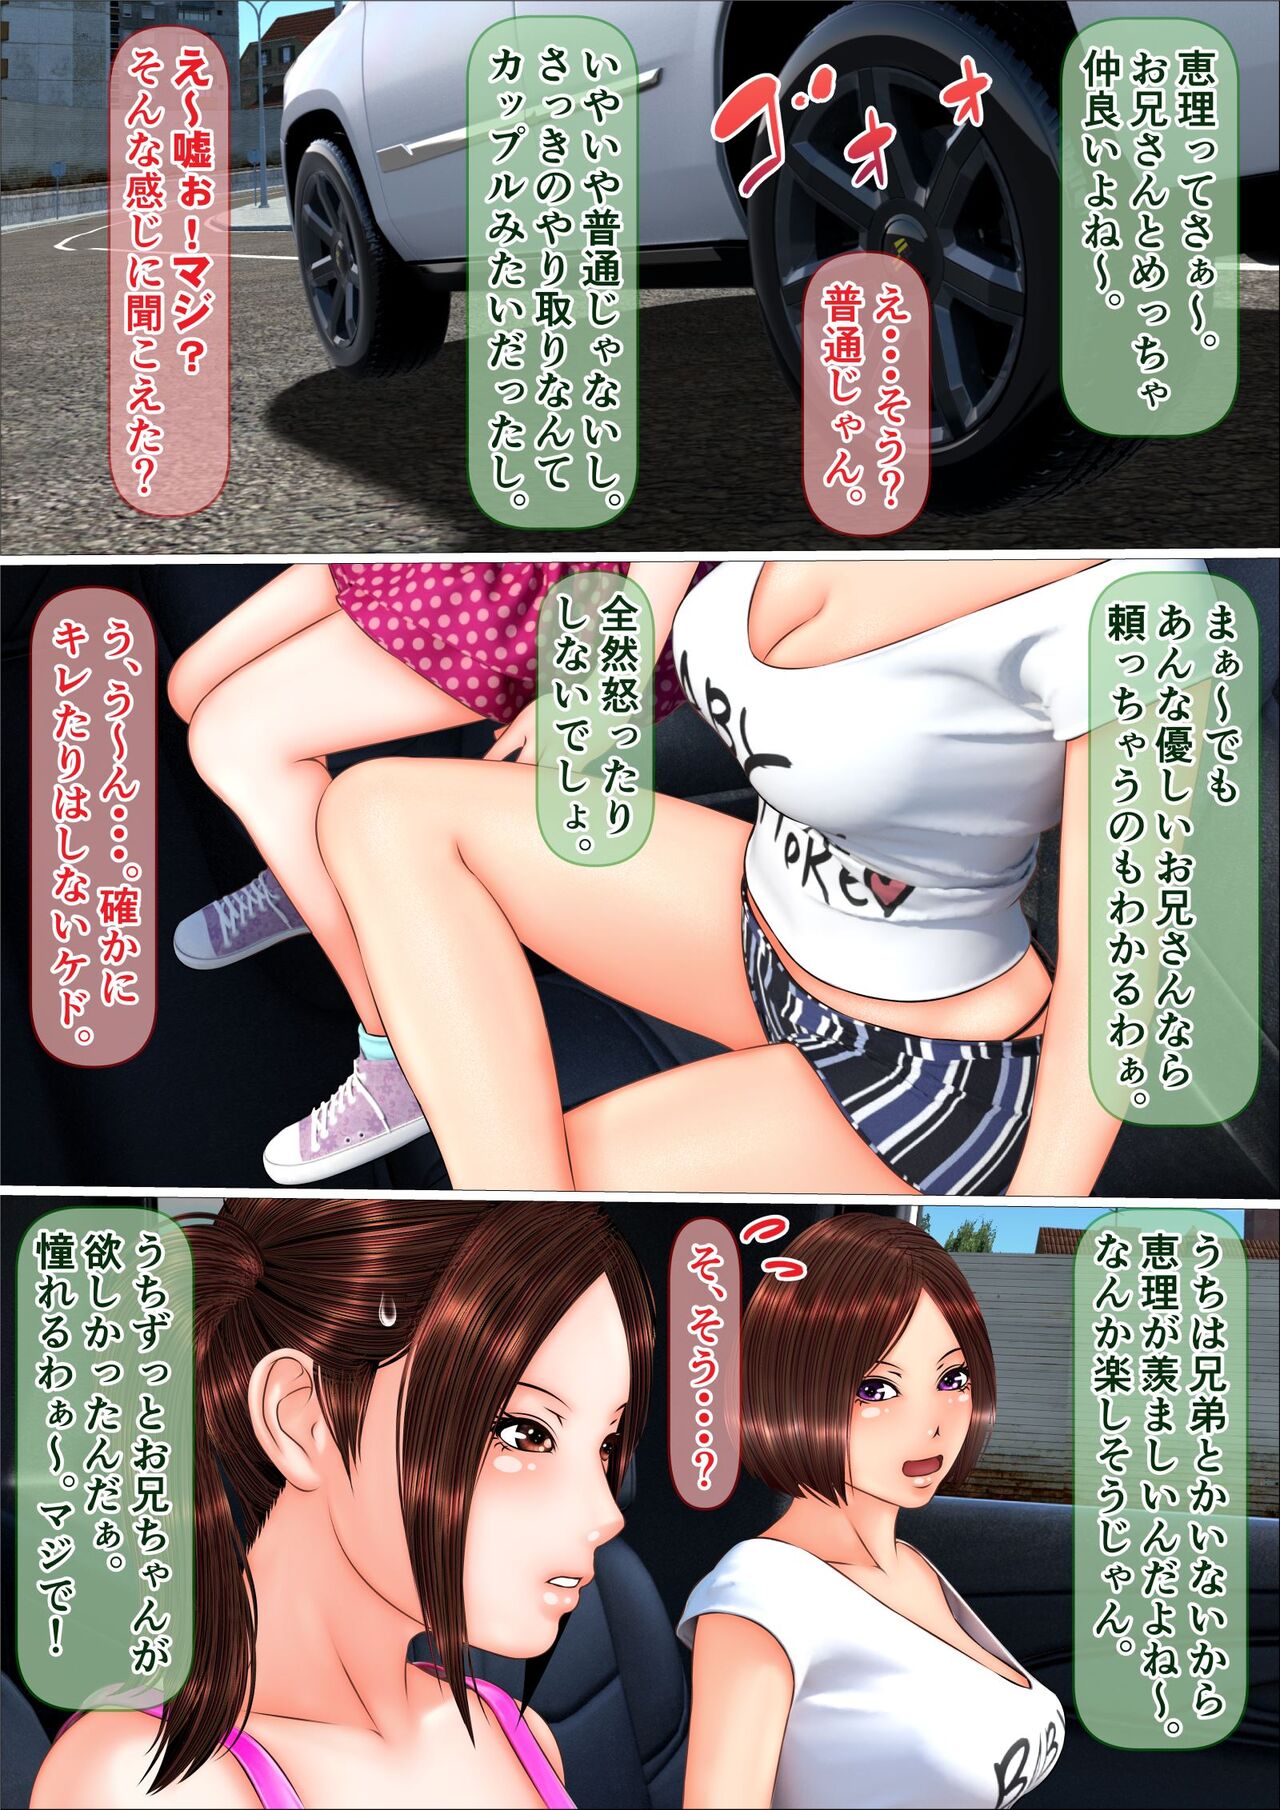 恵理ってさぁ～。
お兄さんとめっちゃ
仲良いよね～。
ゴォォ
え・・・そう？
普通じゃん。
いやいや普通じゃないし。
さっきのやり取りなんて
カップルみたいだったし。
え～嘘ぉ！マジ？
そんな感じに聞こえた？
まぁ～でも
あんな優しいお兄さんなら
頼っちゃうのもわかるわぁ。
全然怒ったり
しないでしょ。
う、う～ん・・・。確かに
キレたりはしないケド。
うちは兄弟とかいないから
恵理が羨ましいんだよね～。
なんか楽しそうじゃん。
そ、そう・・・・？
うちずっとお兄ちゃんが
欲しかったんだぁ。
憧れるわぁ～。マジで！